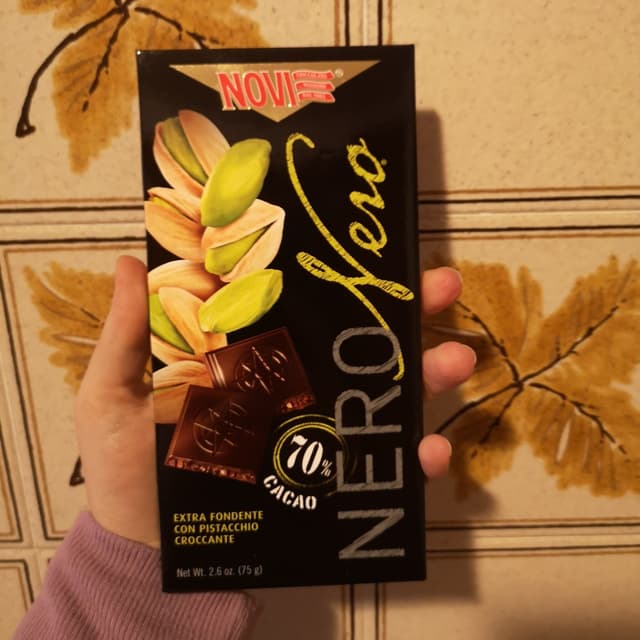 NOVI
®
NERO
Nero
70%
CACAO
EXTRA FONDENTE
CON PISTACCHIO
CROCCANTE
Net Wt. 2.6 oz. (75 g)